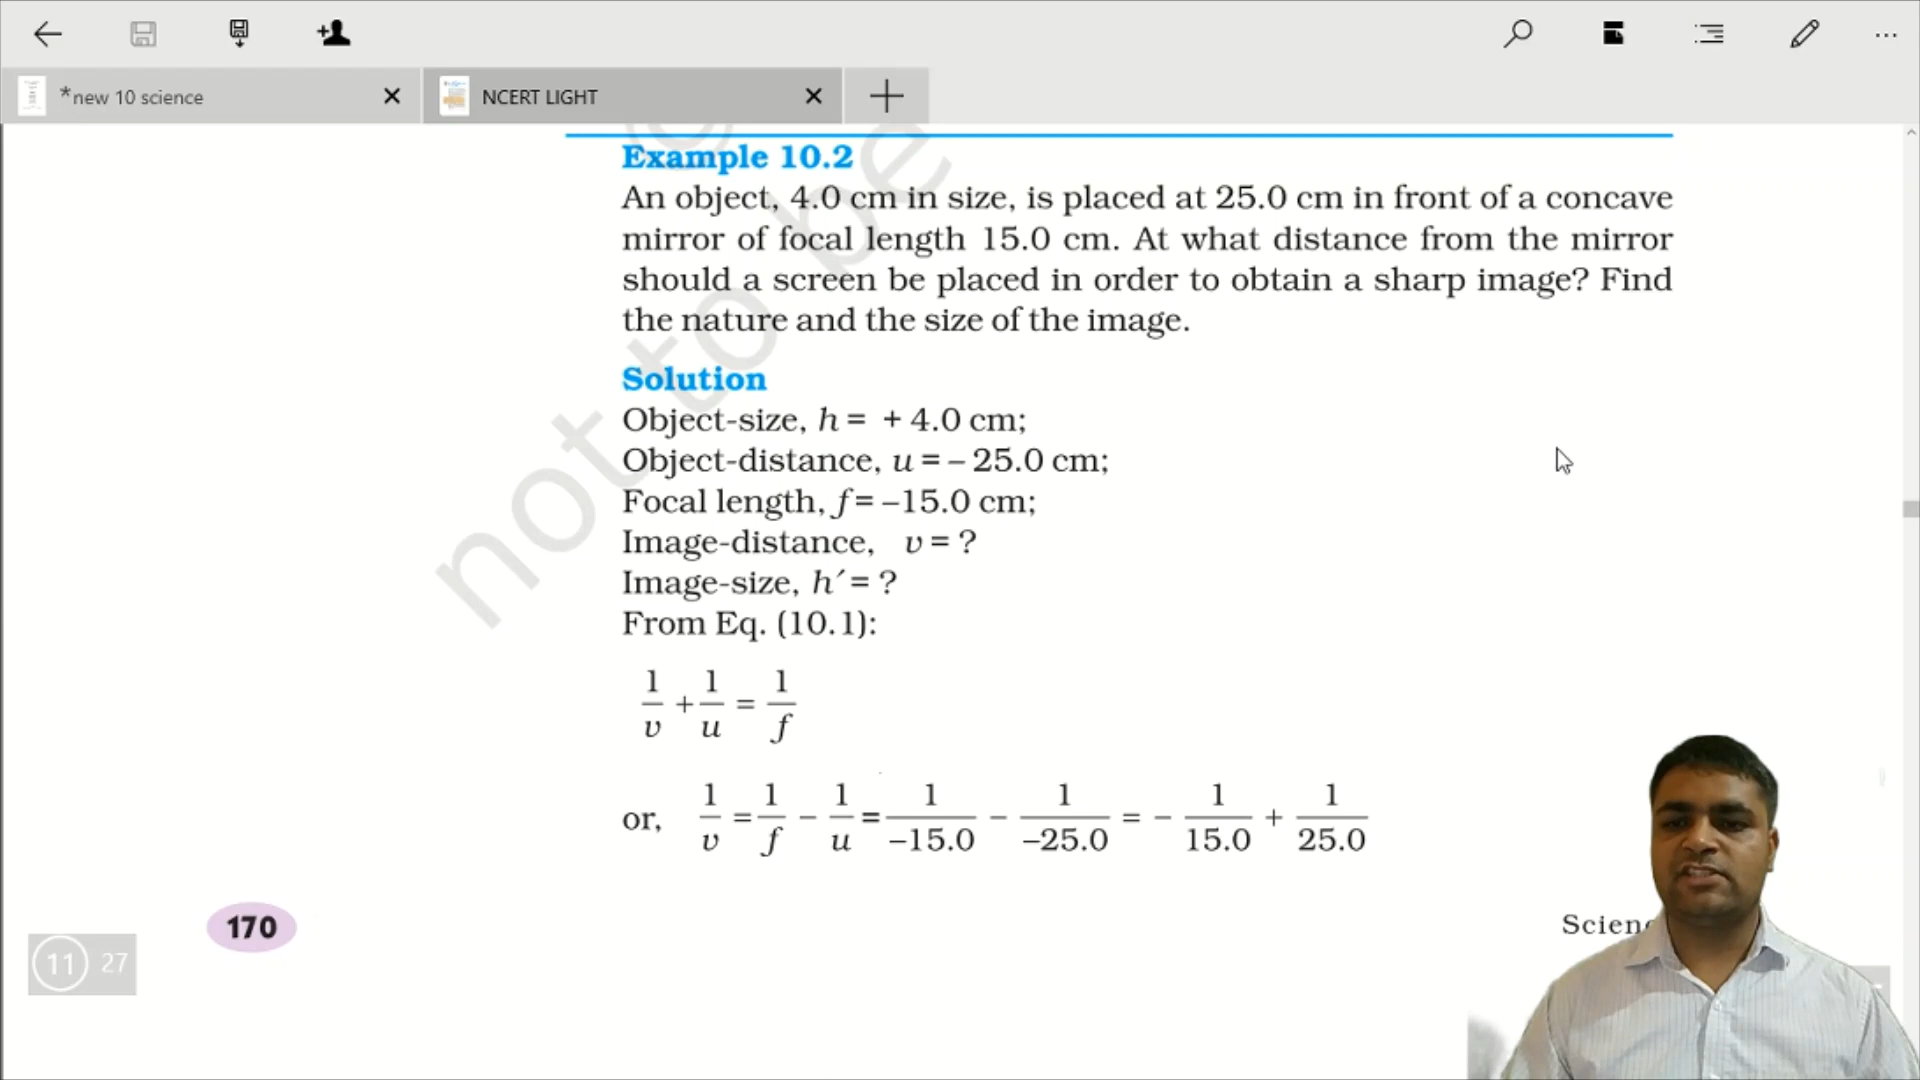 *new 10 science
NCERT LIGHT
Example 10.2
An object, 4.0 cm in size, is placed at 25.0 cm in front of a concave
mirror of focal length 15.0 cm. At what distance from the mirror
should a screen be placed in order to obtain a sharp image? Find
the nature and the size of the image.
Solution
Object-size, h = + 4.0 cm;
Object-distance, u = – 25.0 cm;
Focal length, f = –15.0 cm;
Image-distance, v = ?
Image-size, h′ = ?
From Eq. (10.1):
1/v + 1/u = 1/f
or, 1/v = 1/f − 1/u = 1/–15.0 − 1/–25.0 = − 1/15.0 + 1/25.0
170
11 27
not to be